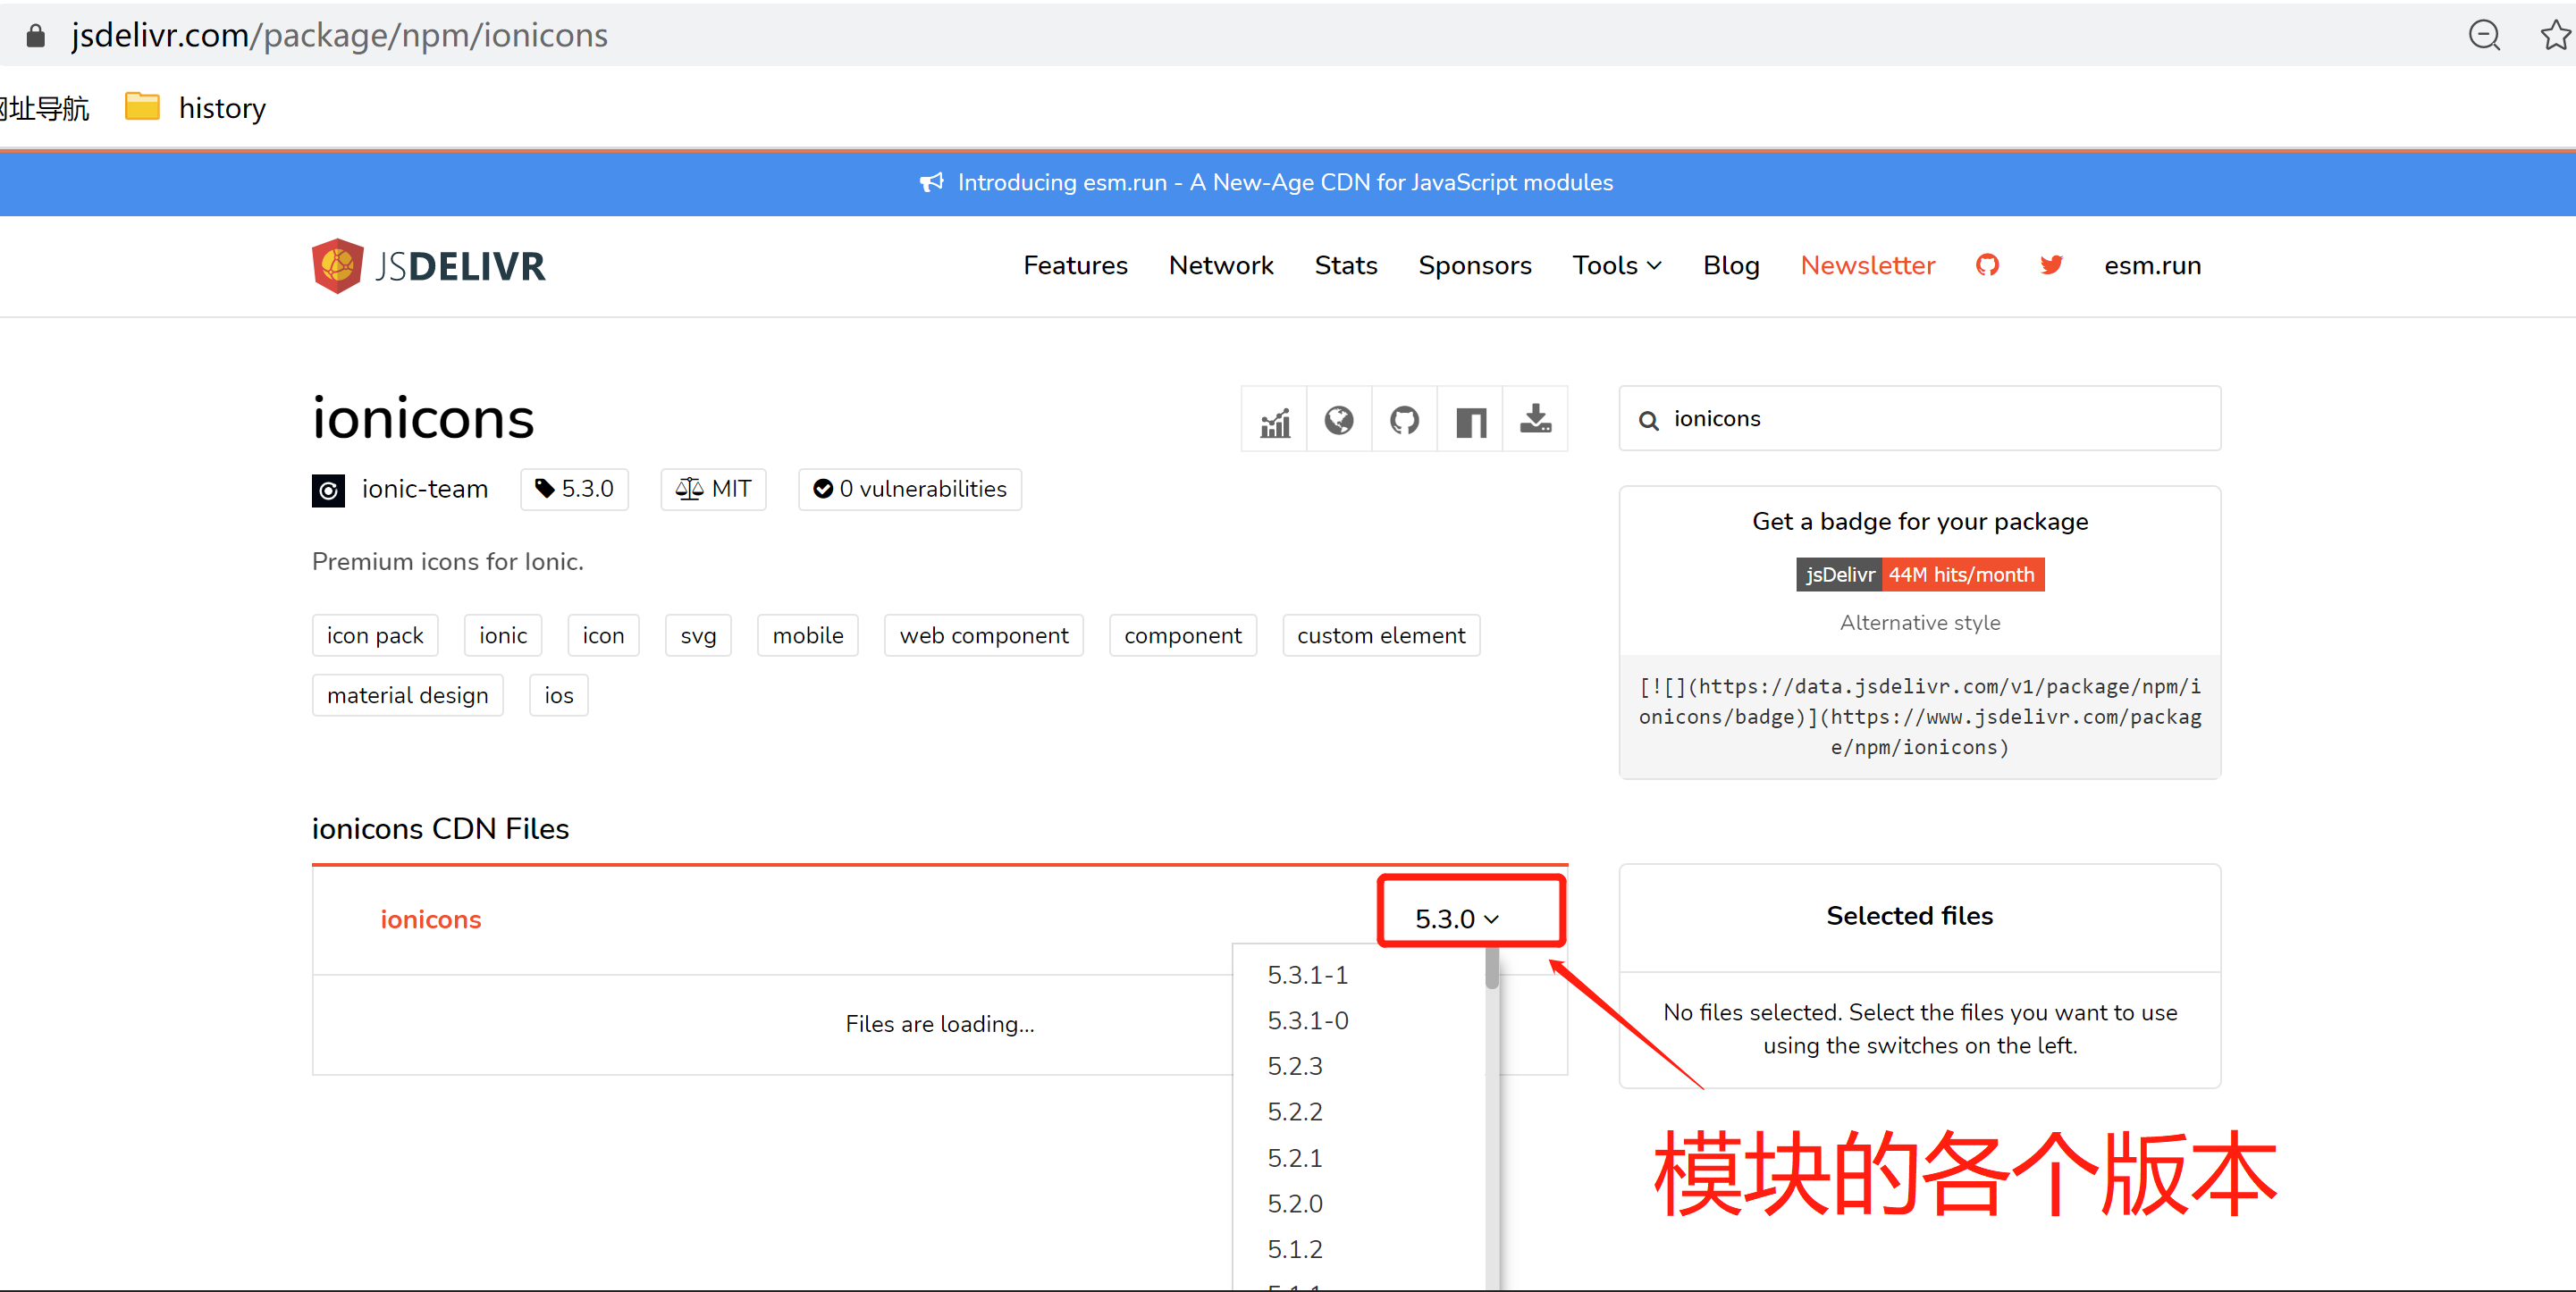 jsdelivr.com/package/npm/ionicons
网址导航 history
Introducing esm.run - A New-Age CDN for JavaScript modules
JSDELIVR Features Network Stats Sponsors Tools Blog Newsletter esm.run
ionicons
ionicons
ionic-team 5.3.0 MIT 0 vulnerabilities
Get a badge for your package
Premium icons for Ionic.
jsDelivr 44M hits/month
Alternative style
icon pack ionic icon svg mobile web component component custom element
material design ios
[![](https://data.jsdelivr.com/v1/package/npm/i
onicons/badge)](https://www.jsdelivr.com/packag
e/npm/ionicons)
ionicons CDN Files
ionicons 5.3.0
Selected files
5.3.1-1
5.3.1-0
5.2.3
5.2.2
5.2.1
5.2.0
5.1.2
Files are loading...
No files selected. Select the files you want to use
using the switches on the left.
模块的各个版本